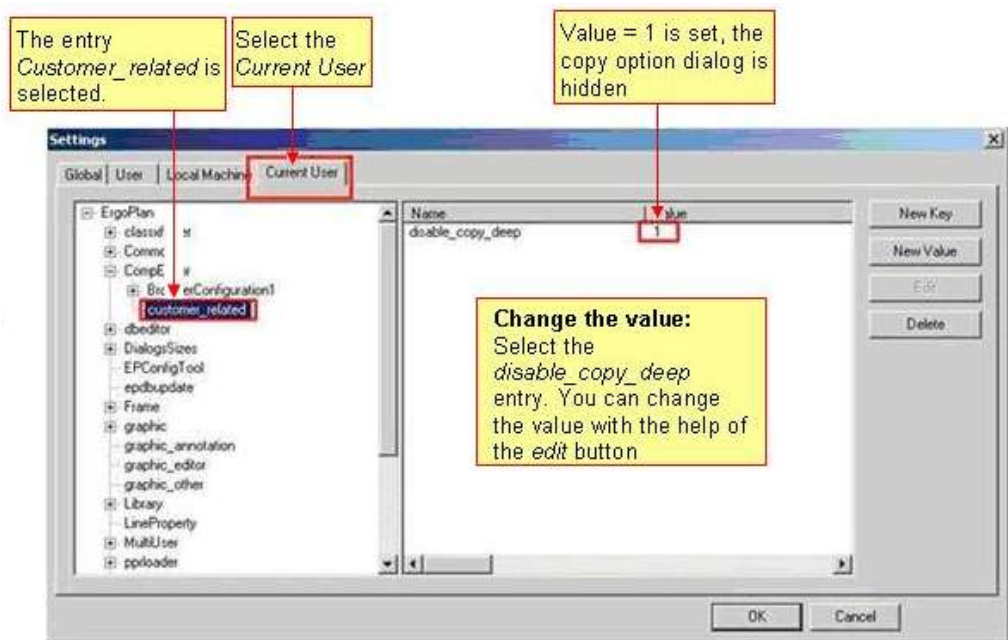 The entry
Customer_related is
selected.
Select the
Current User
Value = 1 is set, the
copy option dialog is
hidden
Settings
Global
User
Local Machine
Current User
ErgoPlan
BrowserConfiguration1
customer_related
dbeditor
DialogsSizes
EPConfigTool
epdbupdate
Frame
graphic
graphic_annotation
graphic_editor
graphic_other
Library
LineProperty
MultiUser
pprloader
Name
Value
disable_copy_deep
1
Change the value:
Select the
disable_copy_deep
entry. You can change
the value with the help of
the edit button
New Key
New Value
Edit
Delete
OK
Cancel